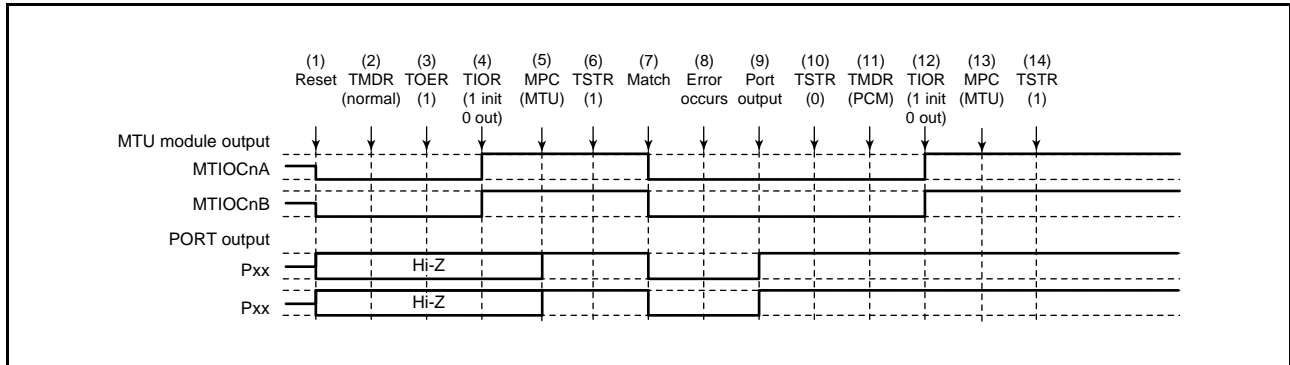 (1) (2) (3) (4) (5) (6) (7) (8) (9) (10) (11) (12) (13) (14)
Reset TMDR TOER TIOR MPC TSTR Match Error Port TSTR TMDR TIOR MPC TSTR
(normal) (1) (1 init (MTU) (1) occurs output (0) (PCM) (1 init (MTU) (1)
0 out) 0 out)
MTU module output
MTIOCnA
MTIOCnB
PORT output
Pxx Hi-Z
Pxx Hi-Z